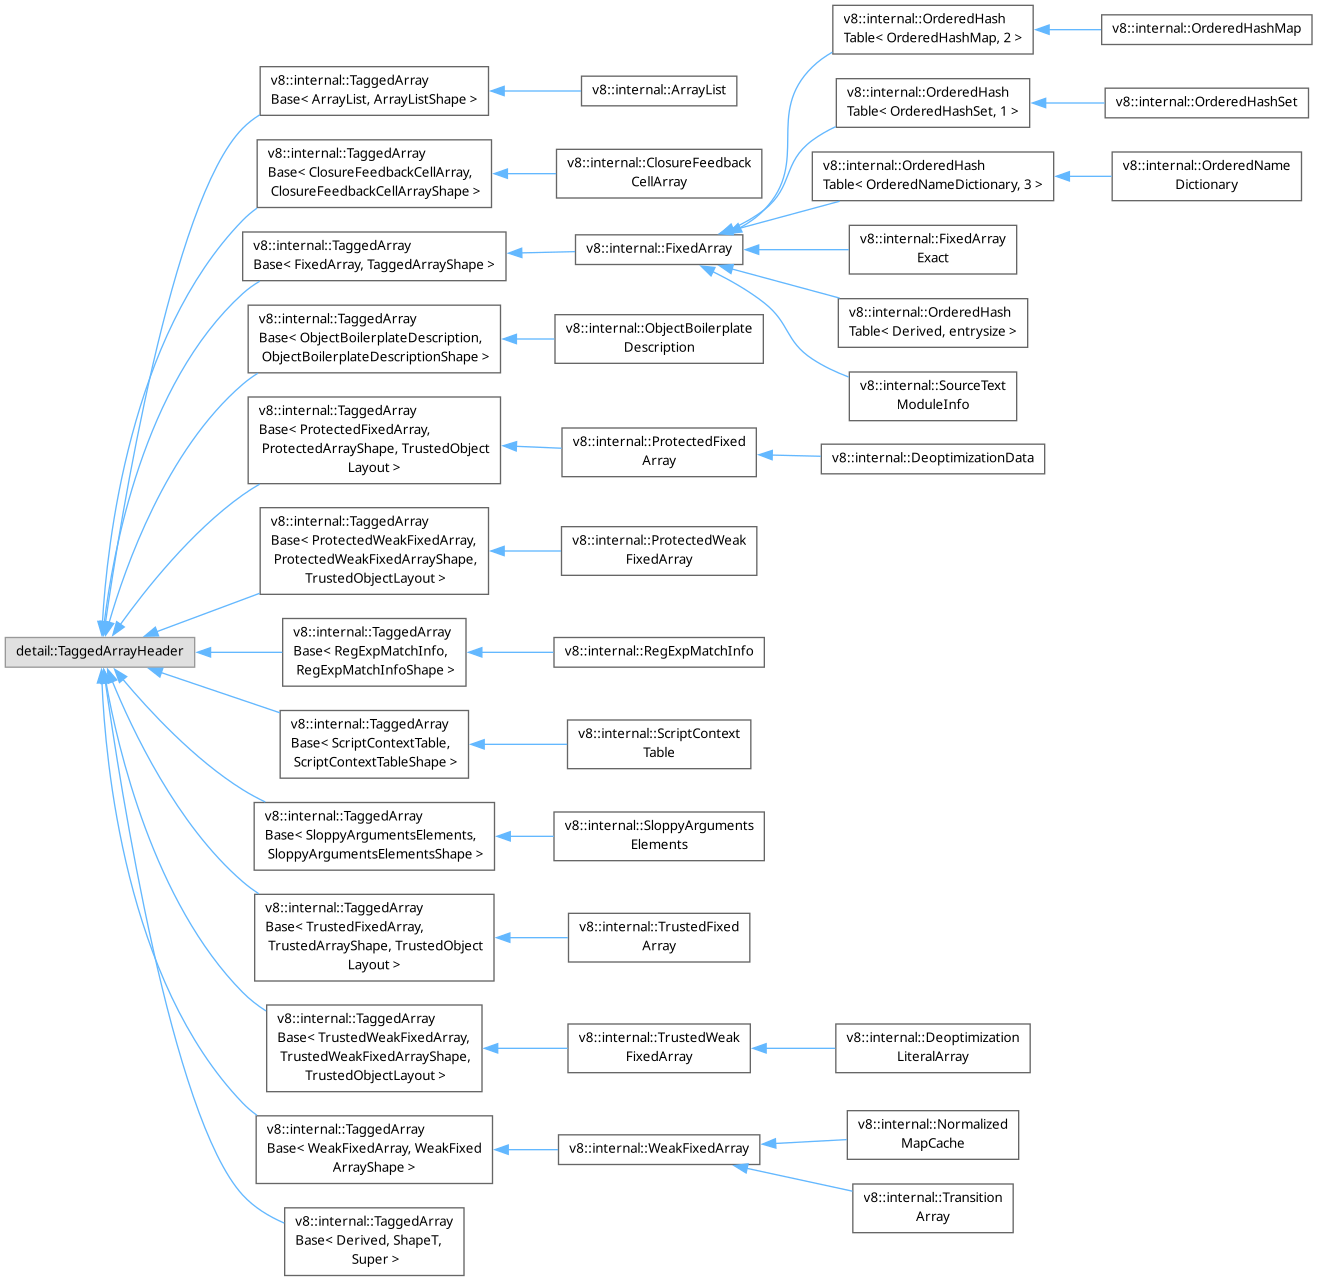 v8::internal::OrderedHash
Table< OrderedHashMap, 2 >
v8::internal::OrderedHashMap
v8::internal::TaggedArray
Base< ArrayList, ArrayListShape >
v8::internal::ArrayList
v8::internal::OrderedHash
Table< OrderedHashSet, 1 >
v8::internal::OrderedHashSet
v8::internal::TaggedArray
Base< ClosureFeedbackCellArray,
ClosureFeedbackCellArrayShape >
v8::internal::ClosureFeedback
CellArray
v8::internal::OrderedHash
Table< OrderedNameDictionary, 3 >
v8::internal::OrderedName
Dictionary
v8::internal::TaggedArray
Base< FixedArray, TaggedArrayShape >
v8::internal::FixedArray
v8::internal::FixedArray
Exact
v8::internal::TaggedArray
Base< ObjectBoilerplateDescription,
ObjectBoilerplateDescriptionShape >
v8::internal::ObjectBoilerplate
Description
v8::internal::OrderedHash
Table< Derived, entrysize >
v8::internal::SourceText
ModuleInfo
v8::internal::TaggedArray
Base< ProtectedFixedArray,
ProtectedArrayShape, TrustedObject
Layout >
v8::internal::ProtectedFixed
Array
v8::internal::DeoptimizationData
v8::internal::TaggedArray
Base< ProtectedWeakFixedArray,
ProtectedWeakFixedArrayShape,
TrustedObjectLayout >
v8::internal::ProtectedWeak
FixedArray
detail::TaggedArrayHeader
v8::internal::TaggedArray
Base< RegExpMatchInfo,
RegExpMatchInfoShape >
v8::internal::RegExpMatchInfo
v8::internal::TaggedArray
Base< ScriptContextTable,
ScriptContextTableShape >
v8::internal::ScriptContext
Table
v8::internal::TaggedArray
Base< SloppyArgumentsElements,
SloppyArgumentsElementsShape >
v8::internal::SloppyArguments
Elements
v8::internal::TaggedArray
Base< TrustedFixedArray,
TrustedArrayShape, TrustedObject
Layout >
v8::internal::TrustedFixed
Array
v8::internal::TaggedArray
Base< TrustedWeakFixedArray,
TrustedWeakFixedArrayShape,
TrustedObjectLayout >
v8::internal::TrustedWeak
FixedArray
v8::internal::Deoptimization
LiteralArray
v8::internal::TaggedArray
Base< WeakFixedArray, WeakFixed
ArrayShape >
v8::internal::WeakFixedArray
v8::internal::Normalized
MapCache
v8::internal::Transition
Array
v8::internal::TaggedArray
Base< Derived, ShapeT,
Super >